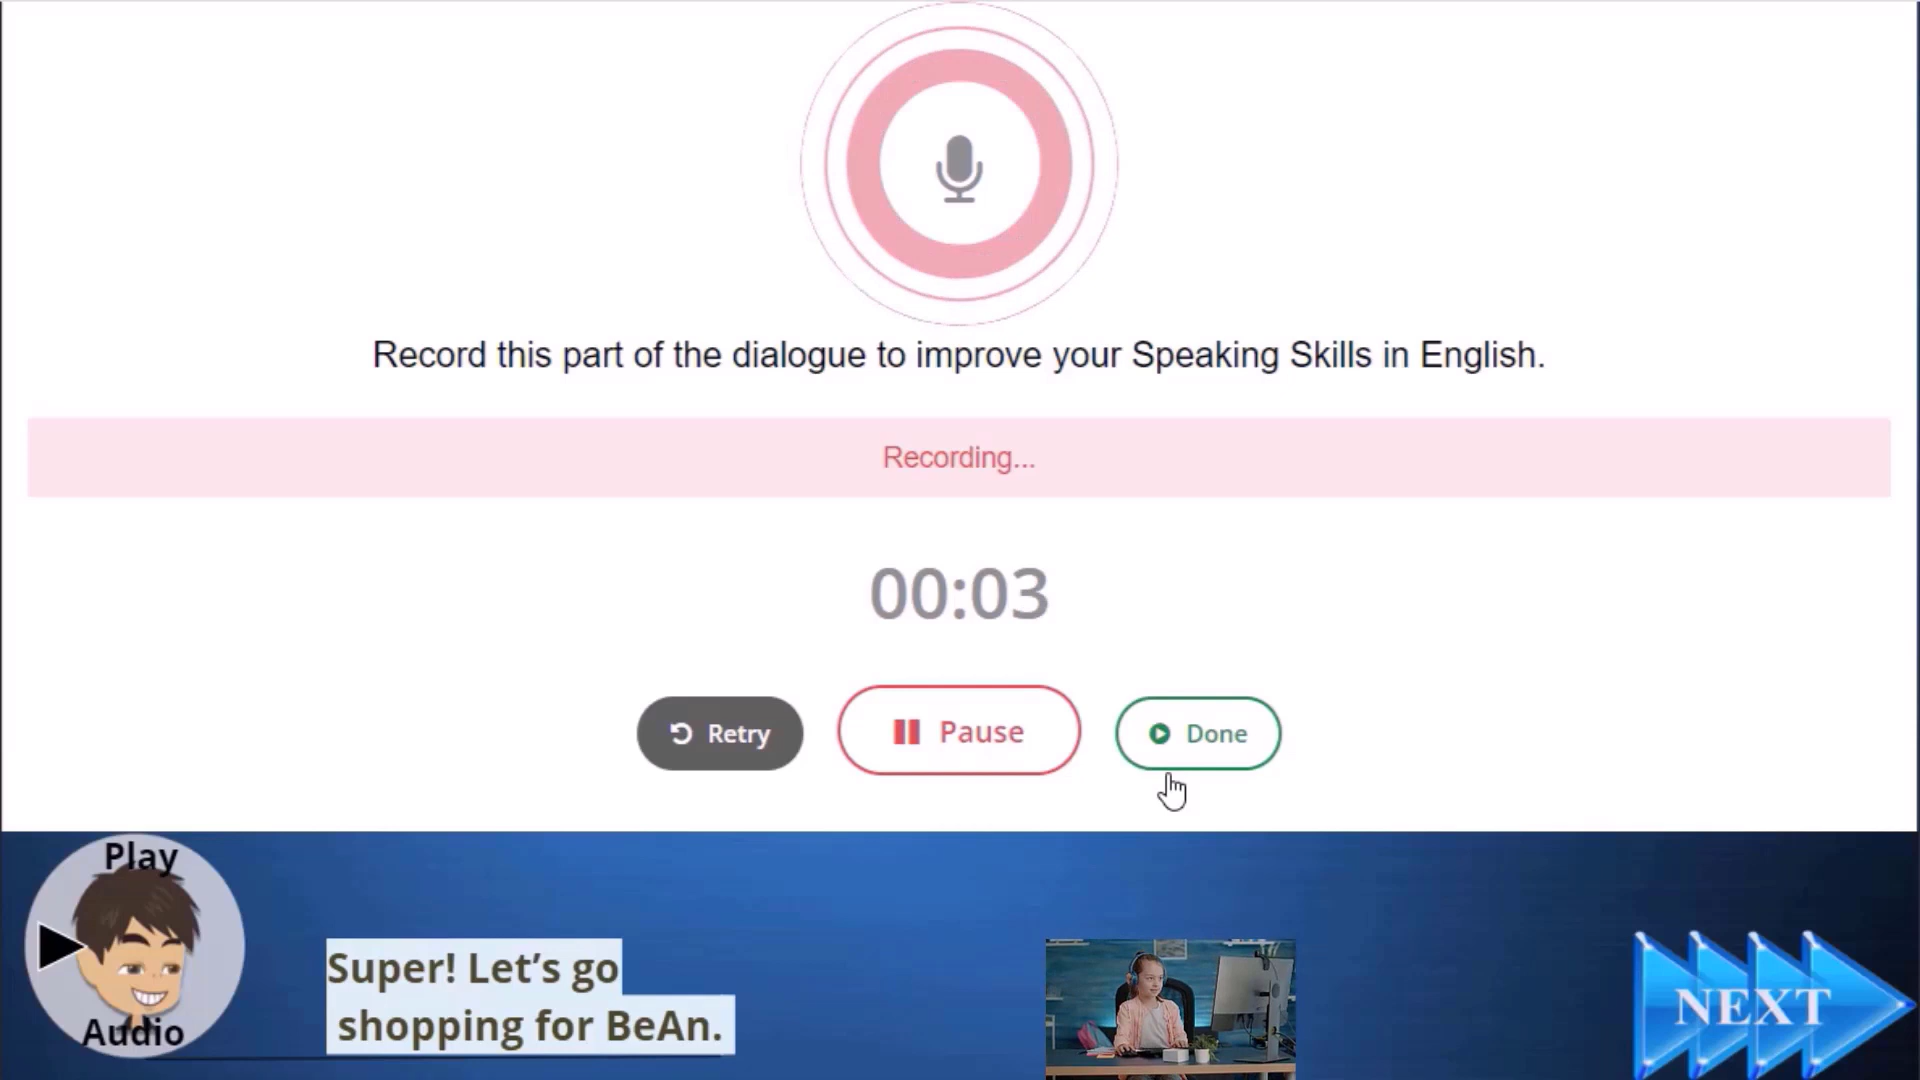 Record this part of the dialogue to improve your Speaking Skills in English.
Recording...
00:03
Retry
Pause
Done
Play
Audio
Super! Let’s go
shopping for BeAn.
NEXT